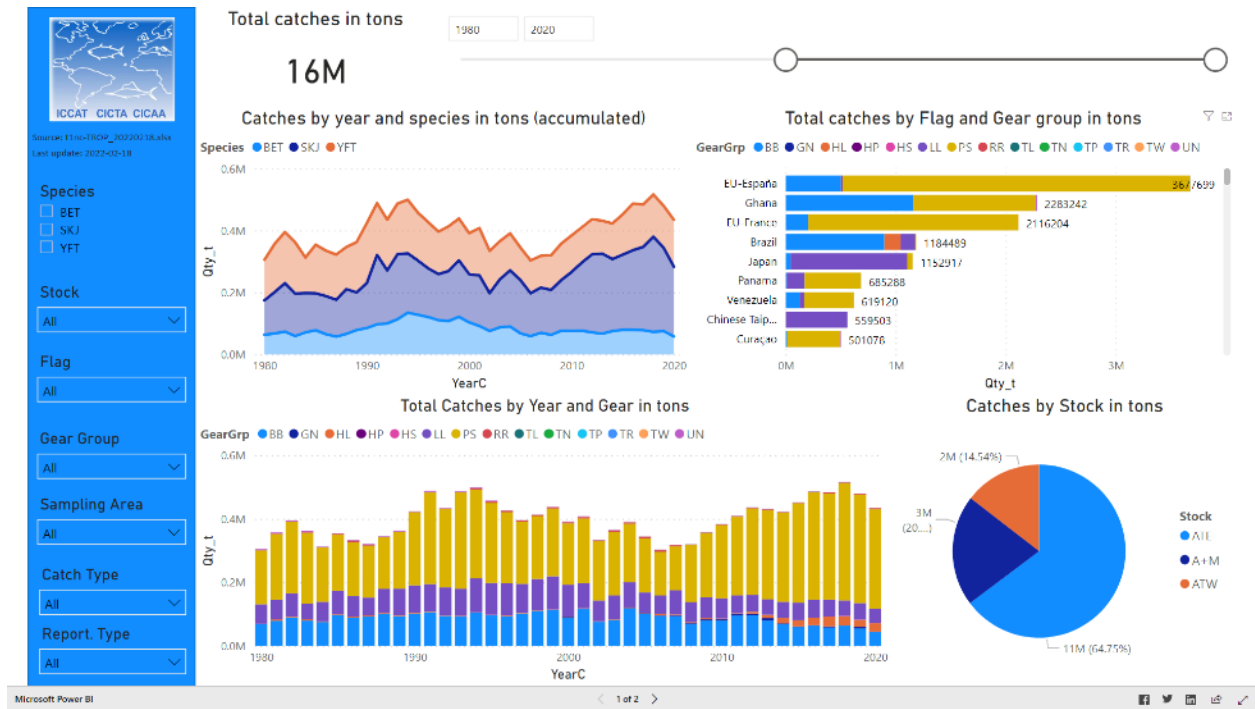 Total catches in tons
1980
2020
16M
ICCAT CICTA CICAA
Source: t1nc-TROP_20220218.xlsx
Last update: 2022-02-18
Species
BET
SKJ
YFT
Stock
All
Flag
All
Gear Group
All
Sampling Area
All
Catch Type
All
Report. Type
All
Catches by year and species in tons (accumulated)
Species BET SKJ YFT
0.6M
0.4M
0.2M
0.0M
Qty_t
1980 1990 2000 2010 2020
YearC
Total catches by Flag and Gear group in tons
GearGrp BB GN HL HP HS LL PS RR TL TN TP TR TW UN
EU-España 3677699
Ghana 2283242
EU-France 2116204
Brazil 1184489
Japan 1152917
Panama 685288
Venezuela 619120
Chinese Taip... 559503
Curaçao 501078
0M 1M 2M 3M
Qty_t
Total Catches by Year and Gear in tons
GearGrp BB GN HL HP HS LL PS RR TL TN TP TR TW UN
0.6M
0.4M
0.2M
0.0M
Qty_t
1980 1990 2000 2010 2020
YearC
Catches by Stock in tons
2M (14.54%)
3M
(20....)
11M (64.75%)
Stock
ATE
A+M
ATW
Microsoft Power BI
1 of 2